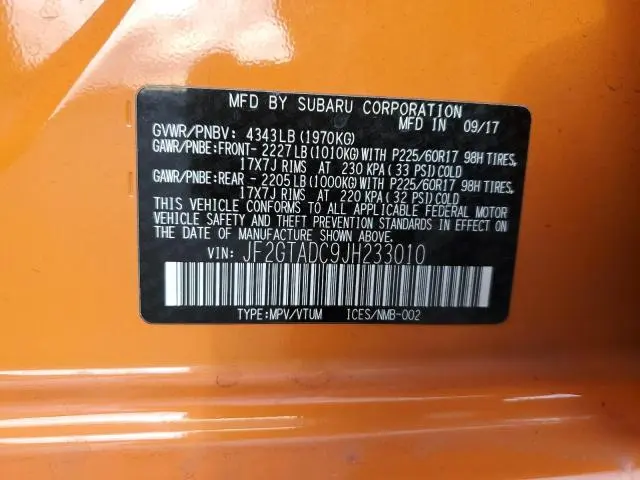 MFD BY SUBARU CORPORATION
MFD IN 09/17
GVWR/PNBV: 4343LB(1970KG)
GAWR/PNBE:FRONT- 2227LB(1010KG)WITH P225/60R17 98H TIRES,
17X7J RIMS AT 230 KPA(33 PSI)COLD
GAWR/PNBE:REAR - 2205LB(1000KG)WITH P225/60R17 98H TIRES,
17X7J RIMS AT 220 KPA(32 PSI)COLD
THIS VEHICLE CONFORMS TO ALL APPLICABLE FEDERAL MOTOR
VEHICLE SAFETY AND THEFT PREVENTION STANDARDS IN EFFECT ON
THE DATE OF MANUFACTURE SHOWN ABOVE.
VIN: JF2GTADC9JH233010
TYPE:MPV/VTUM ICES/NMB-002